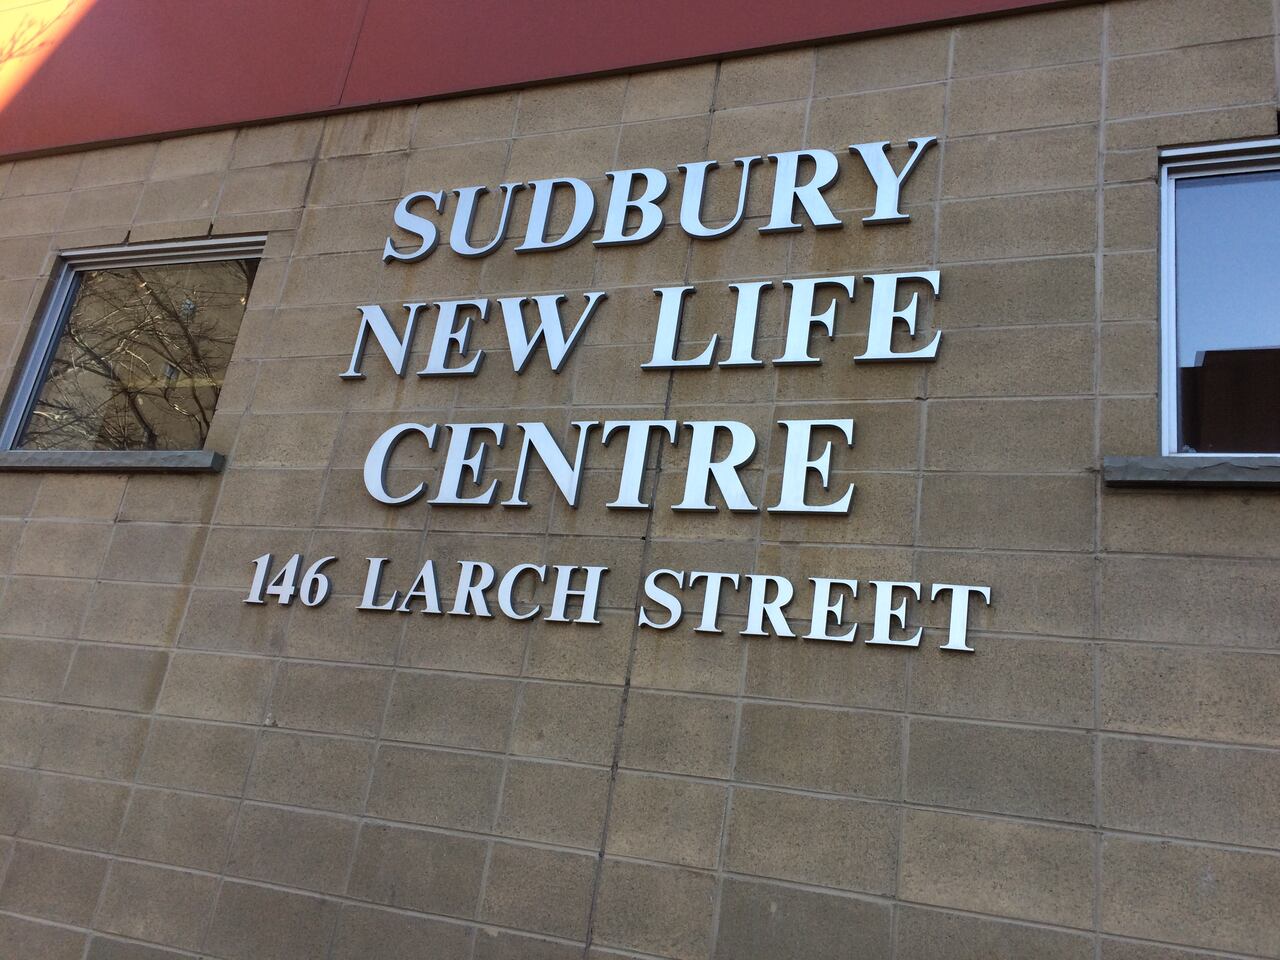 SUDBURY
NEW LIFE
CENTRE
146 LARCH STREET